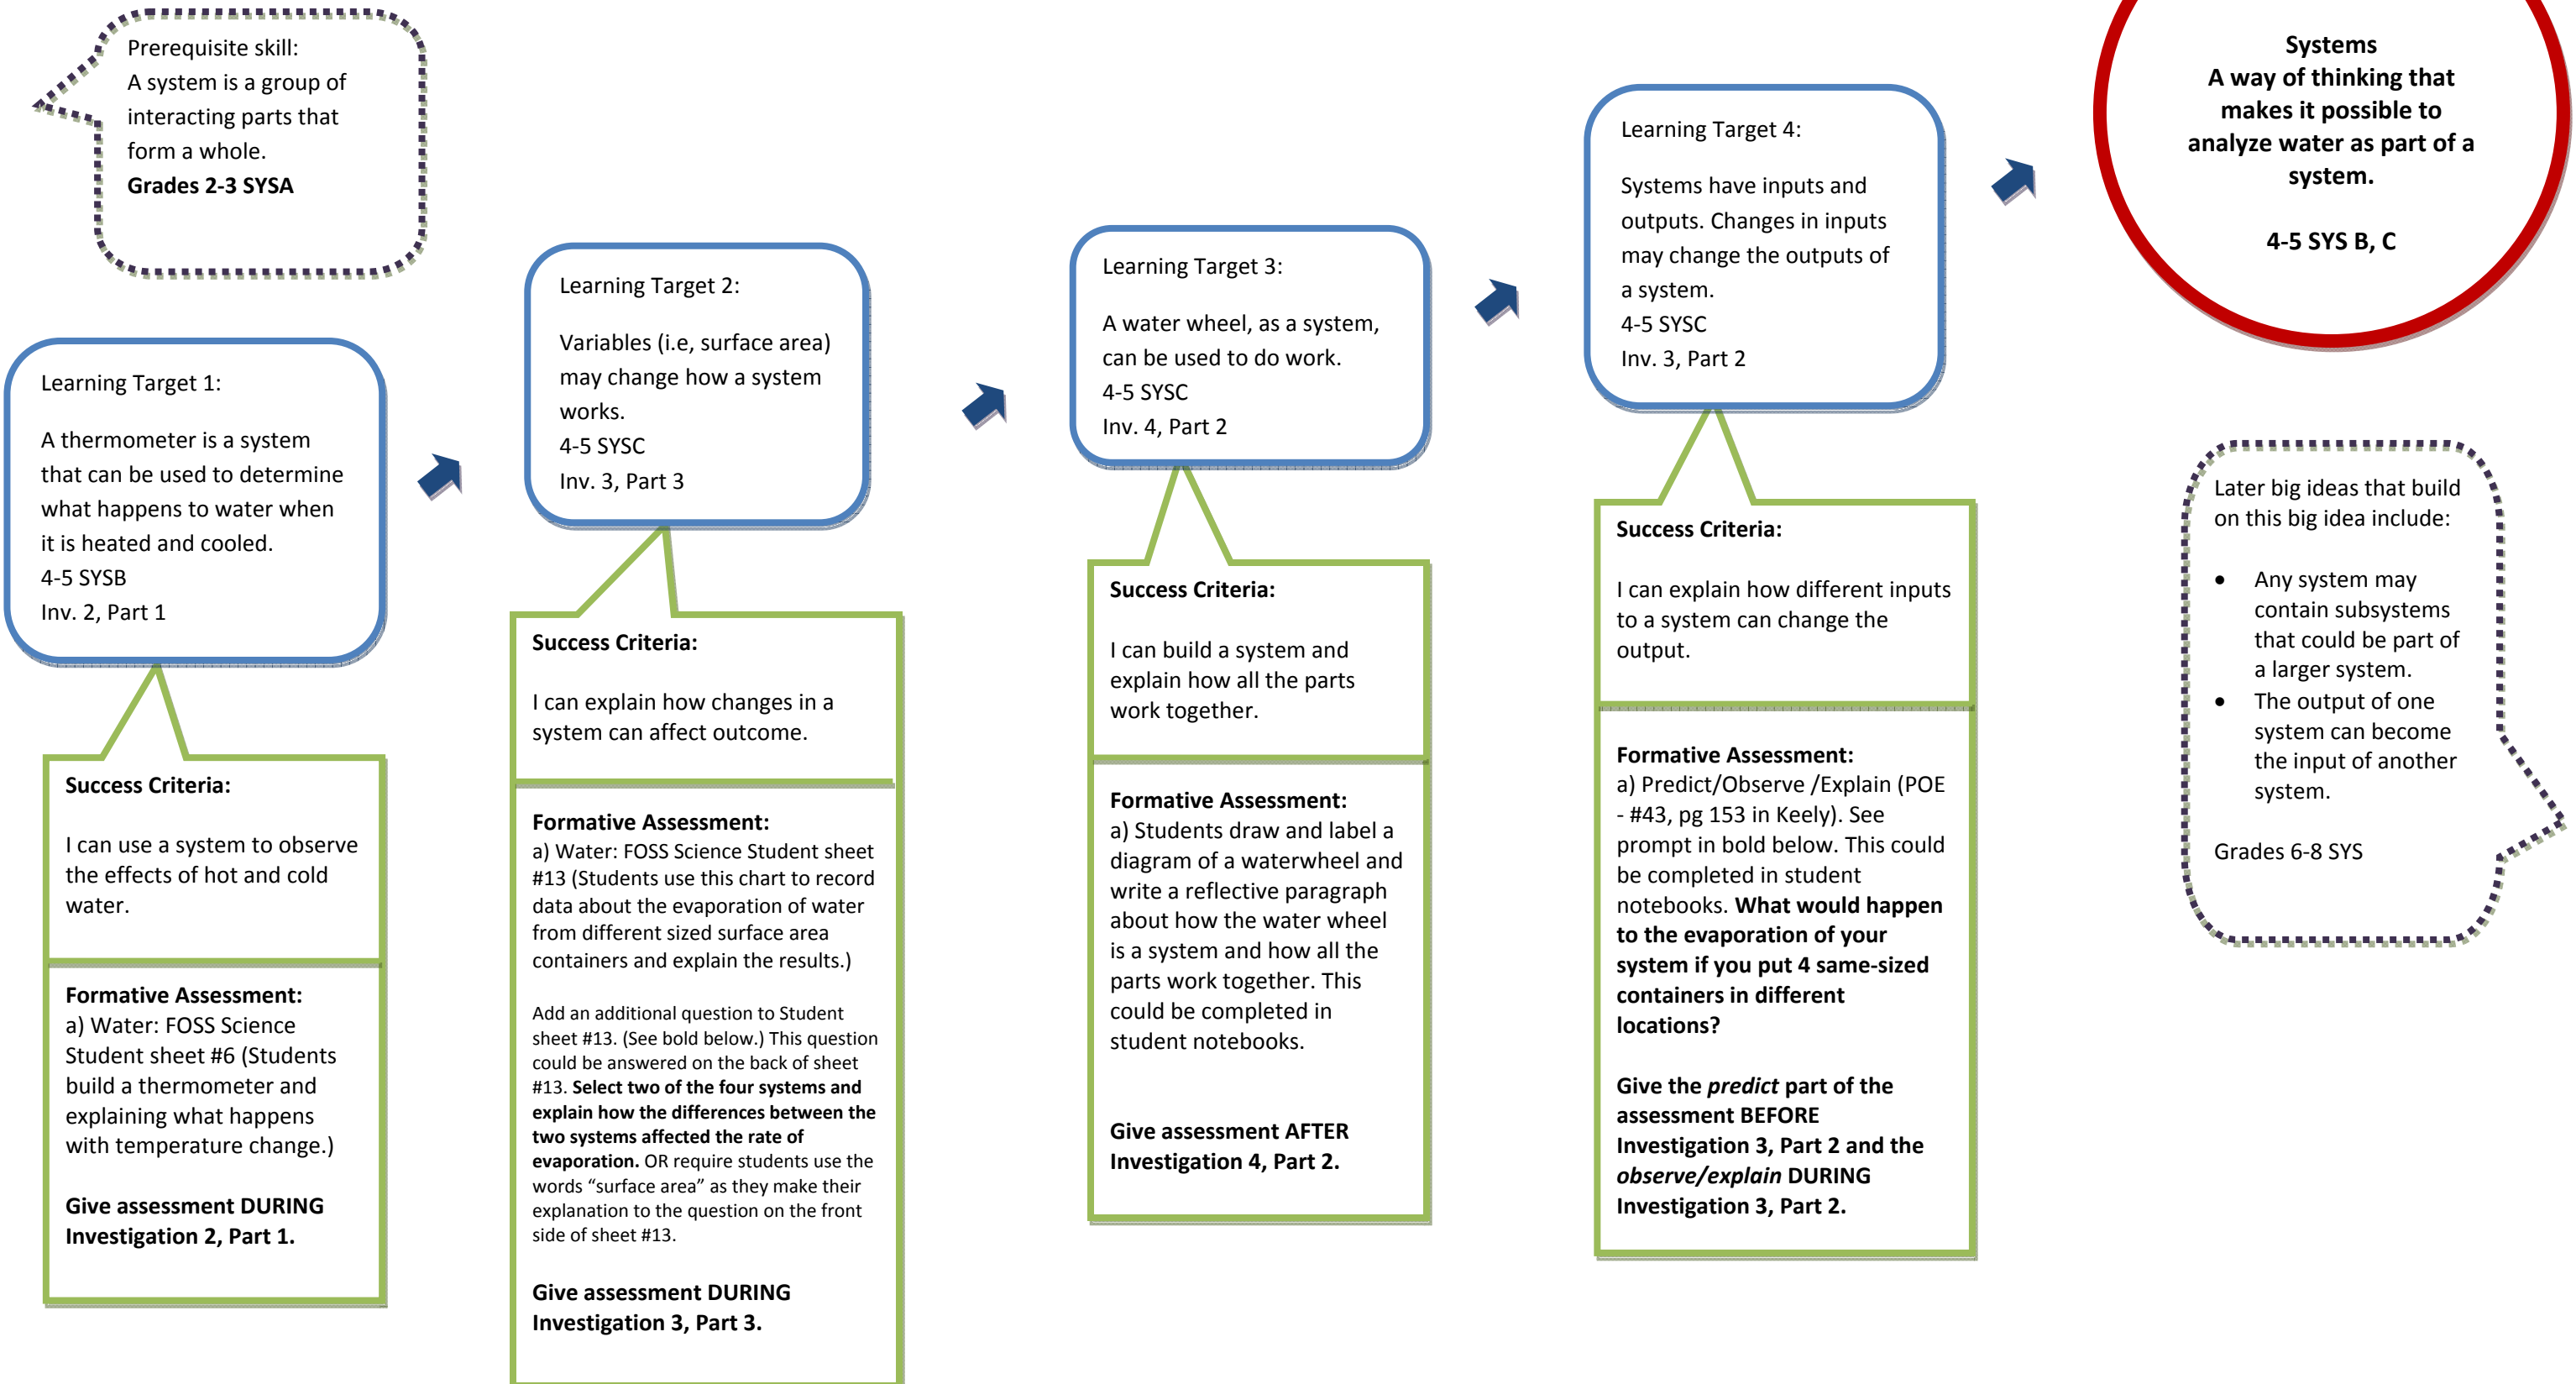 Prerequisite skill:
A system is a group of
interacting parts that
form a whole.
Grades 2-3 SYSA
Learning Target 1:
A thermometer is a system
that can be used to determine
what happens to water when
it is heated and cooled.
4-5 SYSB
Inv. 2, Part 1
Success Criteria:
I can use a system to observe
the effects of hot and cold
water.
Formative Assessment:
a) Water: FOSS Science
Student sheet #6 (Students
build a thermometer and
explaining what happens
with temperature change.)
Give assessment DURING
Investigation 2, Part 1.
Learning Target 2:
Variables (i.e, surface area)
may change how a system
works.
4-5 SYSC
Inv. 3, Part 3
Success Criteria:
I can explain how changes in a
system can affect outcome.
Formative Assessment:
a) Water: FOSS Science Student sheet
#13 (Students use this chart to record
data about the evaporation of water
from different sized surface area
containers and explain the results.)
Add an additional question to Student
sheet #13. (See bold below.) This question
could be answered on the back of sheet
#13. Select two of the four systems and
explain how the differences between the
two systems affected the rate of
evaporation. OR require students use the
words “surface area” as they make their
explanation to the question on the front
side of sheet #13.
Give assessment DURING
Investigation 3, Part 3.
Learning Target 3:
A water wheel, as a system,
can be used to do work.
4-5 SYSC
Inv. 4, Part 2
Success Criteria:
I can build a system and
explain how all the parts
work together.
Formative Assessment:
a) Students draw and label a
diagram of a waterwheel and
write a reflective paragraph
about how the water wheel
is a system and how all the
parts work together. This
could be completed in
student notebooks.
Give assessment AFTER
Investigation 4, Part 2.
Learning Target 4:
Systems have inputs and
outputs. Changes in inputs
may change the outputs of
a system.
4-5 SYSC
Inv. 3, Part 2
Success Criteria:
I can explain how different inputs
to a system can change the
output.
Formative Assessment:
a) Predict/Observe /Explain (POE
- #43, pg 153 in Keely). See
prompt in bold below. This could
be completed in student
notebooks. What would happen
to the evaporation of your
system if you put 4 same-sized
containers in different
locations?
Give the predict part of the
assessment BEFORE
Investigation 3, Part 2 and the
observe/explain DURING
Investigation 3, Part 2.
Systems
A way of thinking that
makes it possible to
analyze water as part of a
system.
4-5 SYS B, C
Later big ideas that build
on this big idea include:
• Any system may
contain subsystems
that could be part of
a larger system.
• The output of one
system can become
the input of another
system.
Grades 6-8 SYS